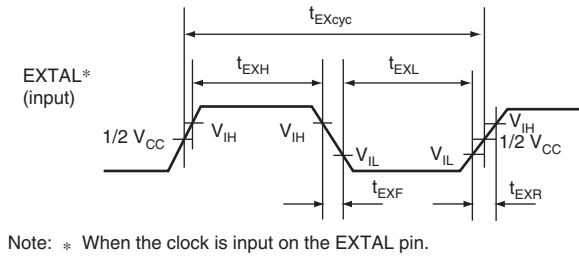 tEXcyc
tEXH
tEXL
EXTAL*
(input)
1/2 VCC
VIH
VIH
VIL
VIL
VIH
1/2 VCC
tEXF
tEXR
Note: * When the clock is input on the EXTAL pin.